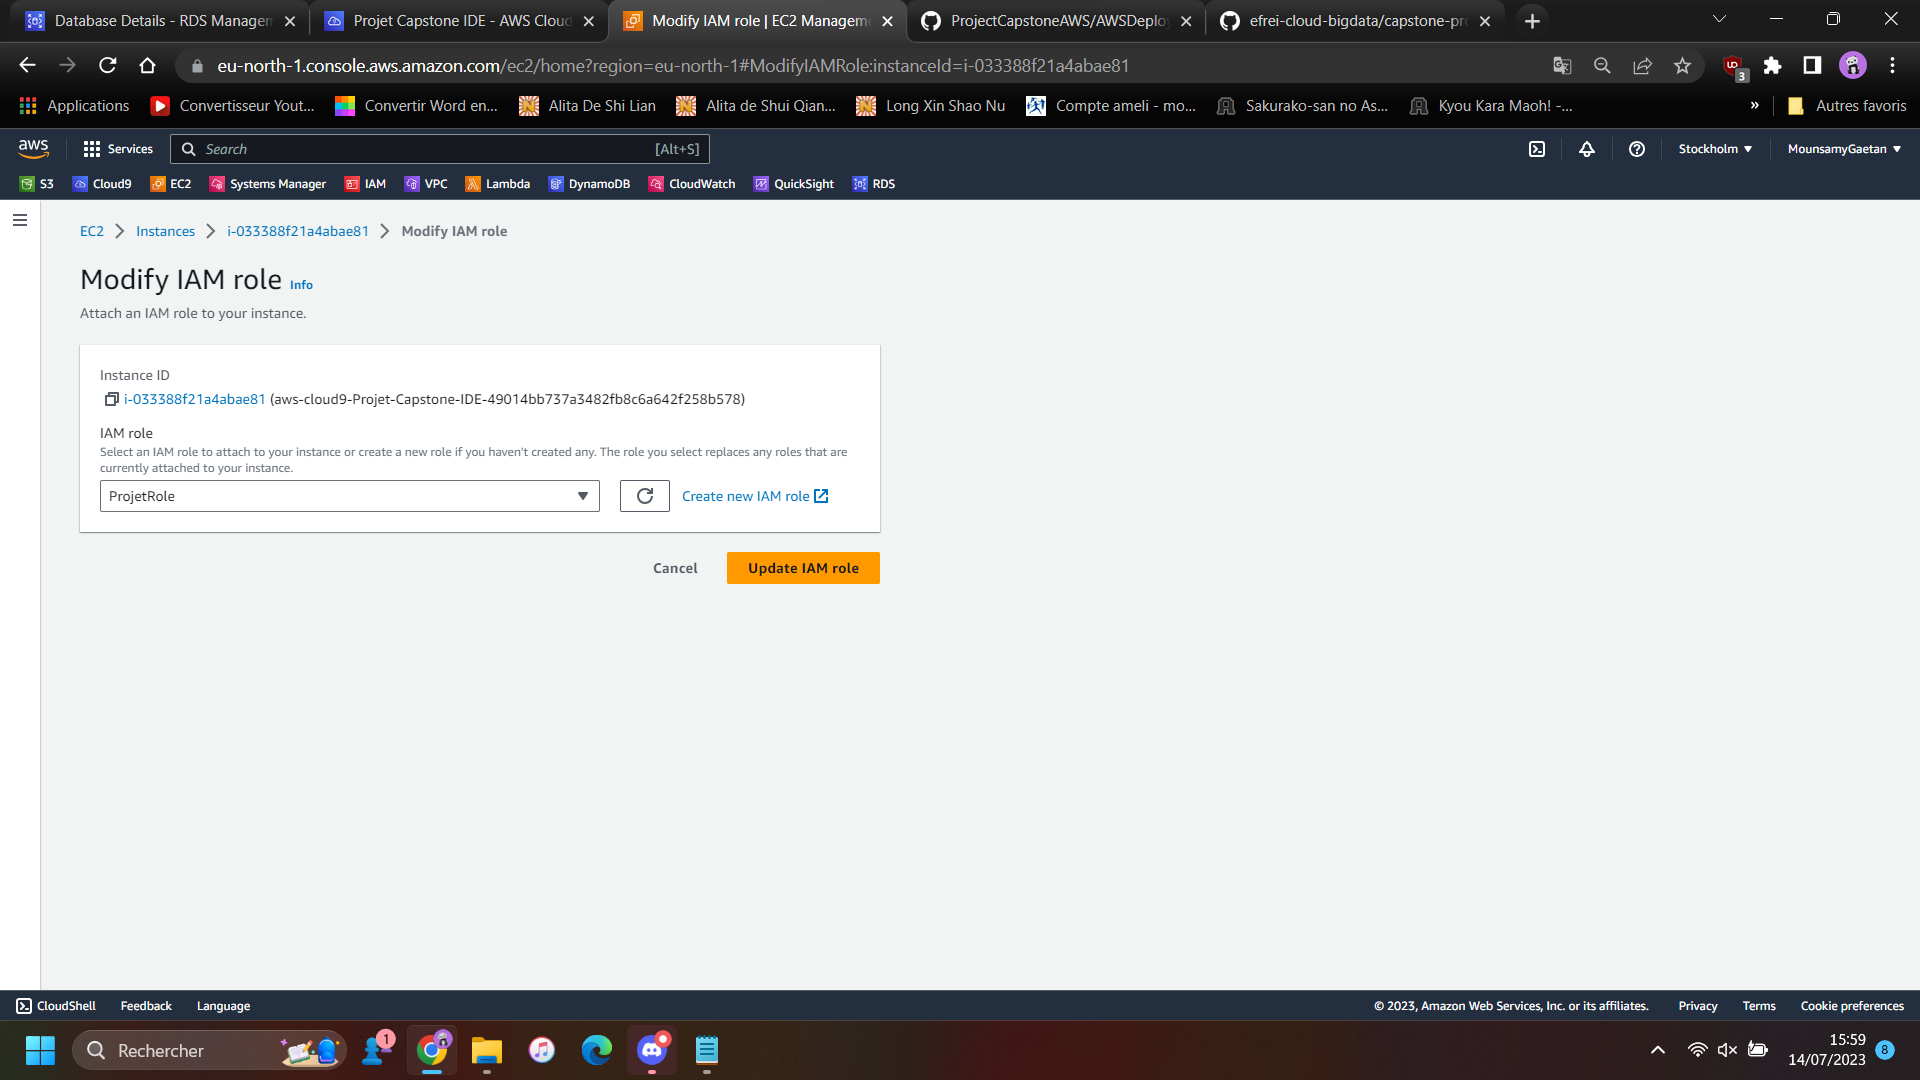 Database Details - RDS Managem
Projet Capstone IDE - AWS Cloud
Modify IAM role | EC2 Manageme
ProjectCapstoneAWS/AWSDeploy
efrei-cloud-bigdata/capstone-pro
eu-north-1.console.aws.amazon.com/ec2/home?region=eu-north-1#ModifyIAMRole:instanceId=i-033388f21a4abae81
3
Applications
Convertisseur Yout...
Convertir Word en...
Alita De Shi Lian
Alita de Shui Qian...
Long Xin Shao Nu
Compte ameli - mo...
Sakurako-san no As...
Kyou Kara Maoh! -...
»
Autres favoris
aws
Services
Search
[Alt+S]
Stockholm
MounsamyGaetan
S3
Cloud9
EC2
Systems Manager
IAM
VPC
Lambda
DynamoDB
CloudWatch
QuickSight
RDS
EC2
Instances
i-033388f21a4abae81
Modify IAM role
Modify IAM role Info
Attach an IAM role to your instance.
Instance ID
i-033388f21a4abae81 (aws-cloud9-Projet-Capstone-IDE-49014bb737a3482fb8c6a642f258b578)
IAM role
Select an IAM role to attach to your instance or create a new role if you haven't created any. The role you select replaces any roles that are
currently attached to your instance.
ProjetRole
Create new IAM role
Cancel
Update IAM role
CloudShell
Feedback
Language
© 2023, Amazon Web Services, Inc. or its affiliates.
Privacy
Terms
Cookie preferences
Rechercher
1
15:59
14/07/2023
8